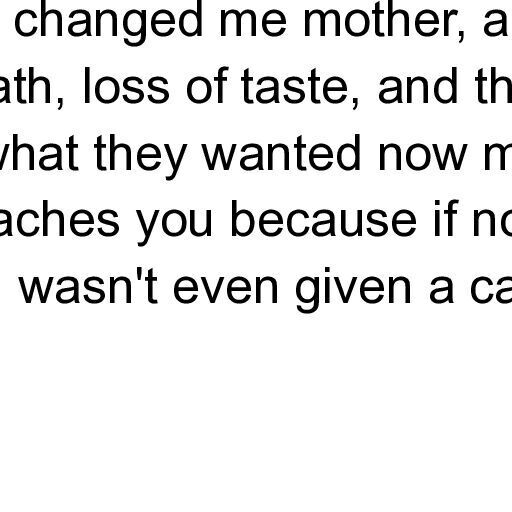 changed me mother, a
ath, loss of taste, and th
what they wanted now m
aches you because if no
wasn't even given a ca